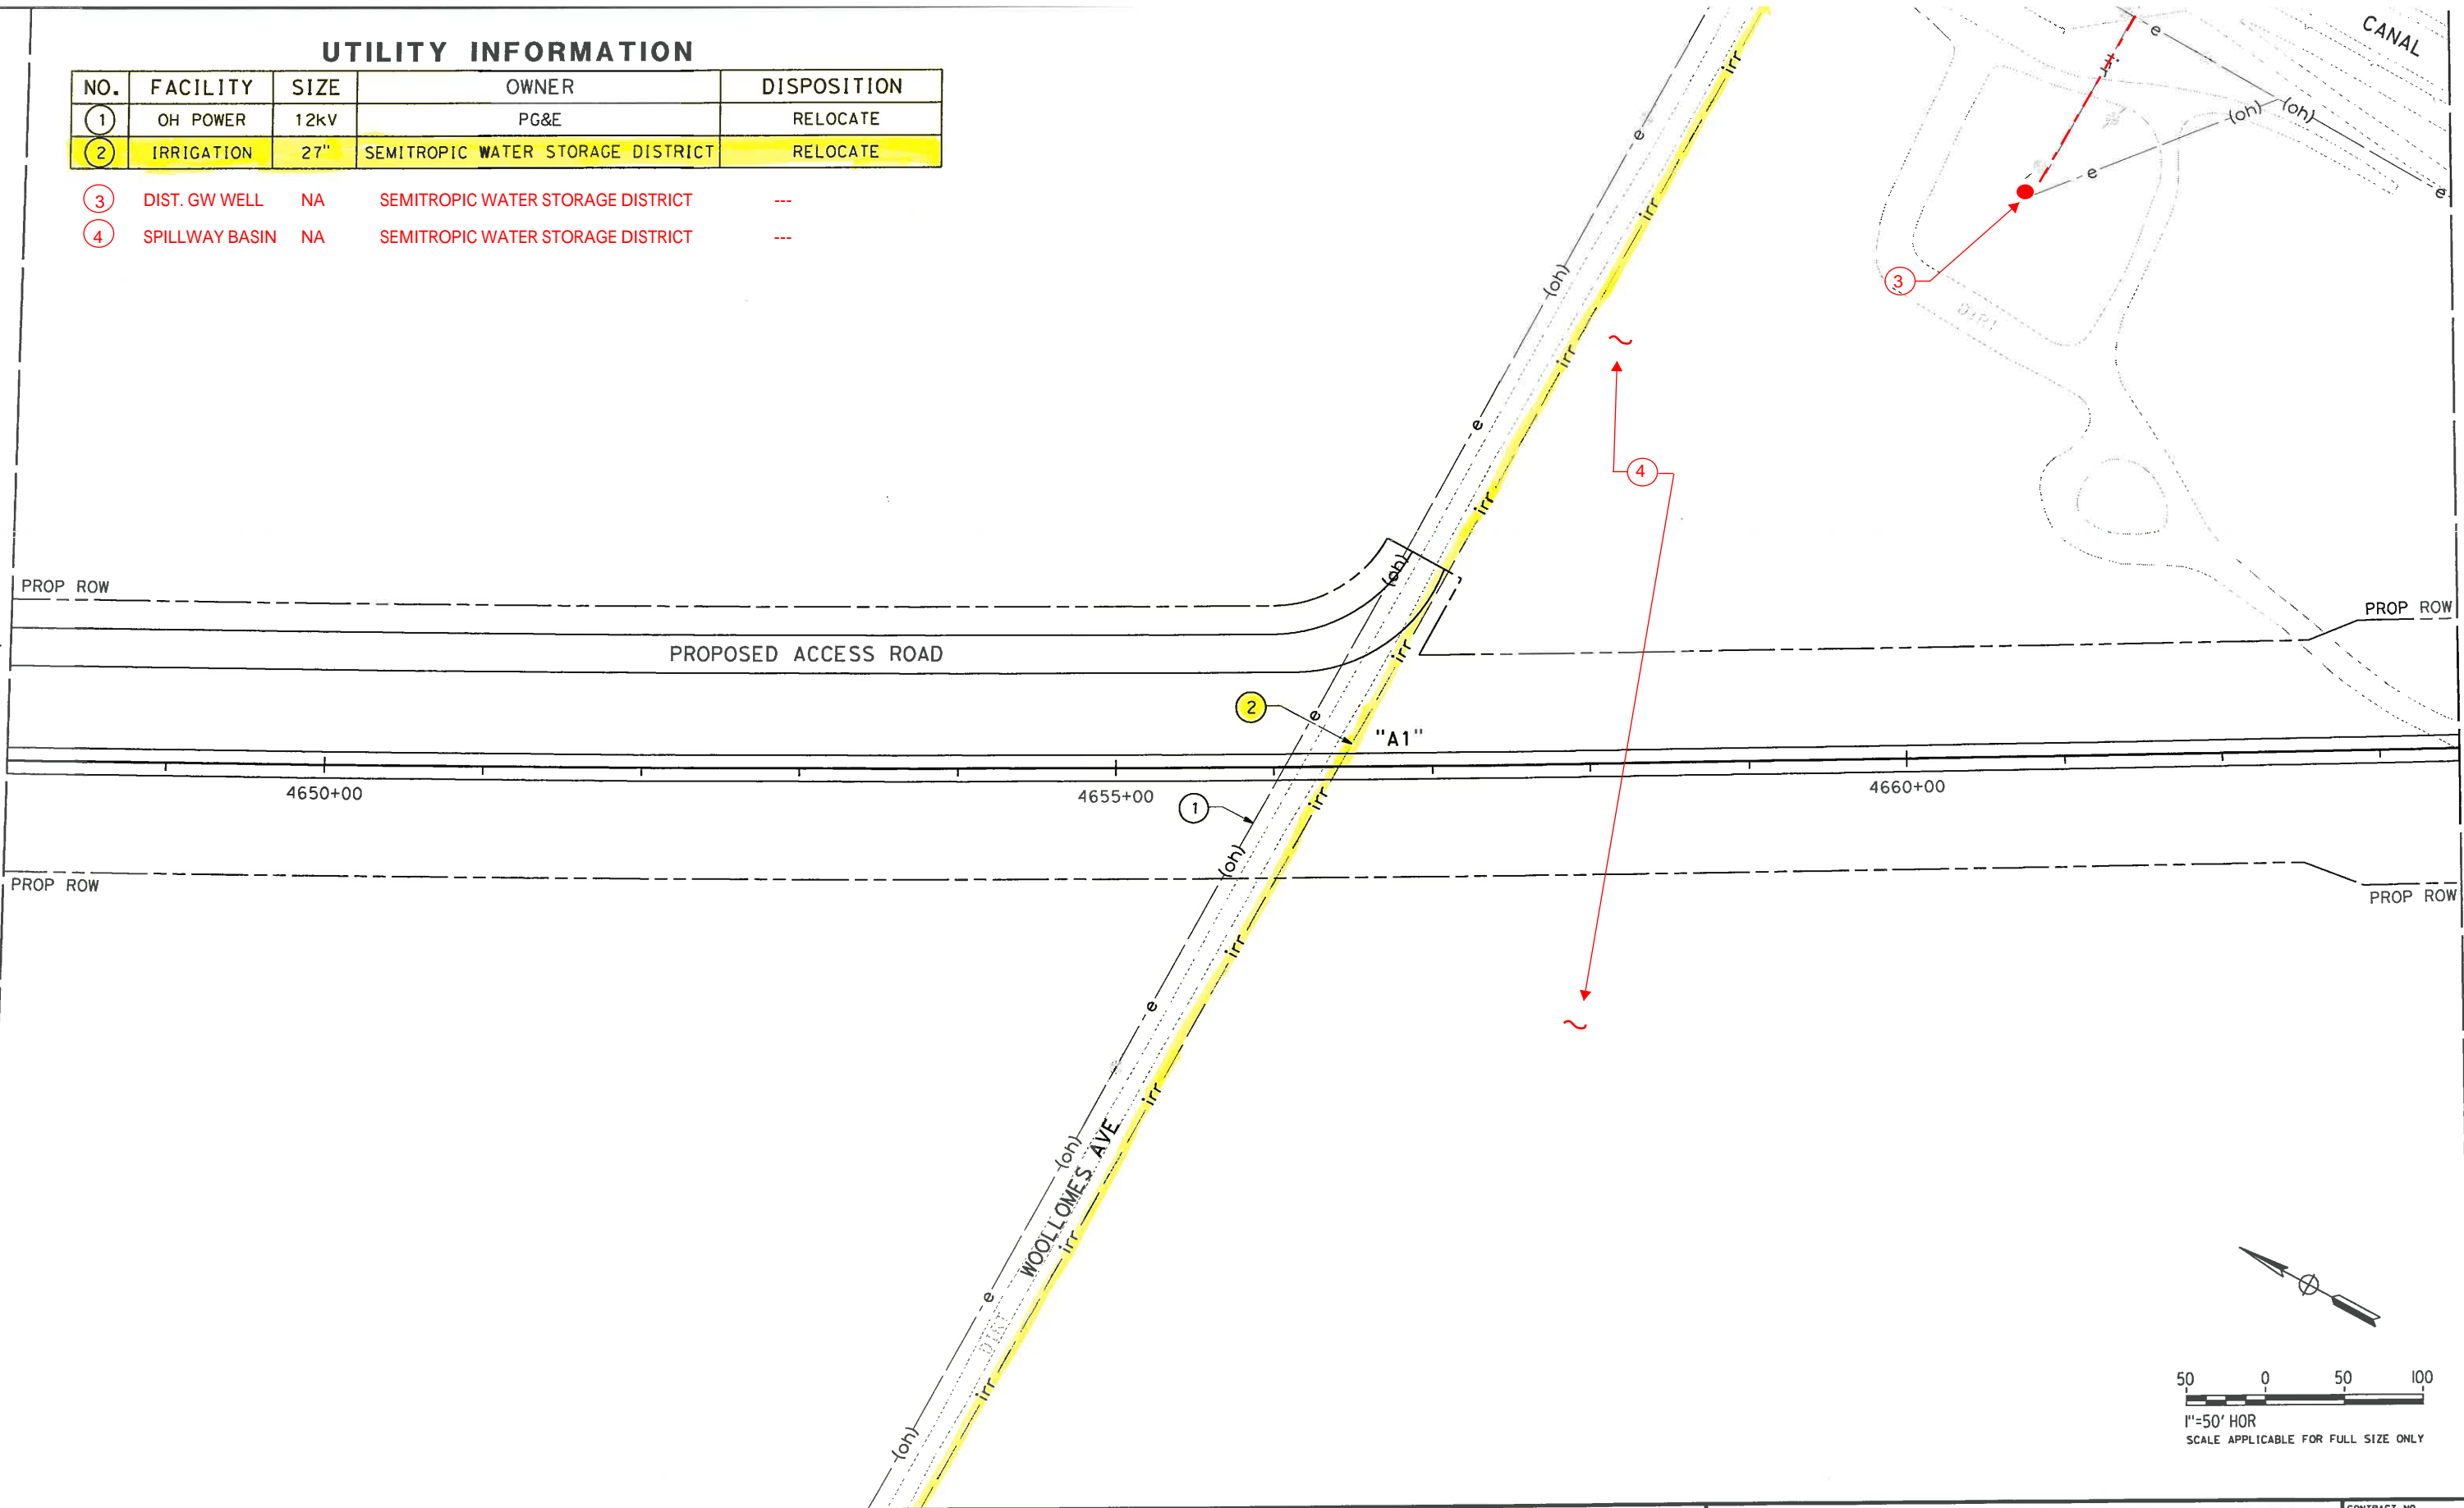 UTILITY INFORMATION
NO. FACILITY SIZE OWNER DISPOSITION
1 OH POWER 12kV PG&E RELOCATE
2 IRRIGATION 27" SEMITROPIC WATER STORAGE DISTRICT RELOCATE
3 DIST. GW WELL NA SEMITROPIC WATER STORAGE DISTRICT ---
4 SPILLWAY BASIN NA SEMITROPIC WATER STORAGE DISTRICT ---
CANAL
e
irr
(oh) (oh)
e
irr
e
e
irr
(oh)
3
DIRT
~
irr
e
4
irr
(oh)
PROP ROW
PROP ROW
PROPOSED ACCESS ROAD
irr
2
e
"A1"
4650+00
4655+00
4660+00
irr
1
(oh)
PROP ROW
PROP ROW
irr
e
~
irr
(oh)
WOOLLOMES AVE
irr
e
DIRT
irr
(oh)
50 0 50 100
1"=50' HOR
SCALE APPLICABLE FOR FULL SIZE ONLY